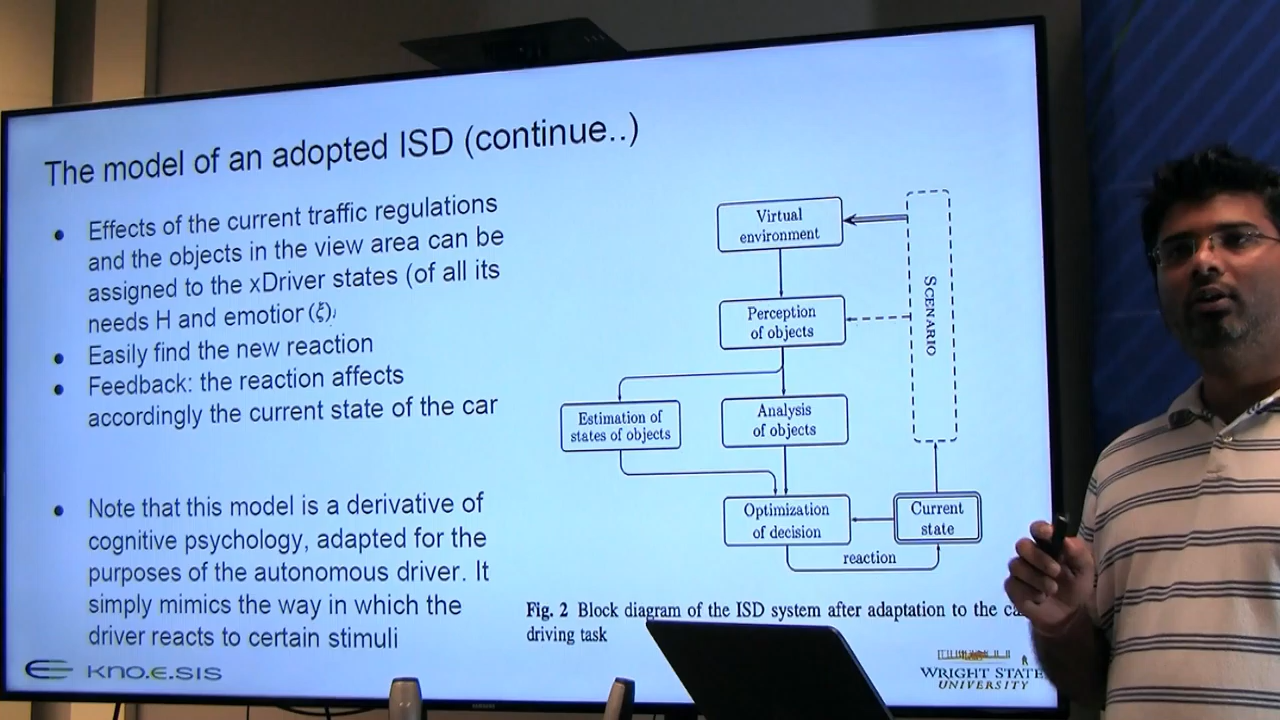 The model of an adopted ISD (continue..)
Effects of the current traffic regulations
and the objects in the view area can be
assigned to the xDriver states (of all its
needs H and emotior (ξ)
Easily find the new reaction
Feedback: the reaction affects
accordingly the current state of the car
Note that this model is a derivative of
cognitive psychology, adapted for the
purposes of the autonomous driver. It
simply mimics the way in which the
driver reacts to certain stimuli
Virtual
environment
Perception
of objects
SCENARIO
Estimation of
states of objects
Analysis
of objects
Optimization
of decision
Current
state
reaction
Fig. 2 Block diagram of the ISD system after adaptation to the
driving task
KNO.E.SIS
WRIGHT STATE
UNIVERSITY